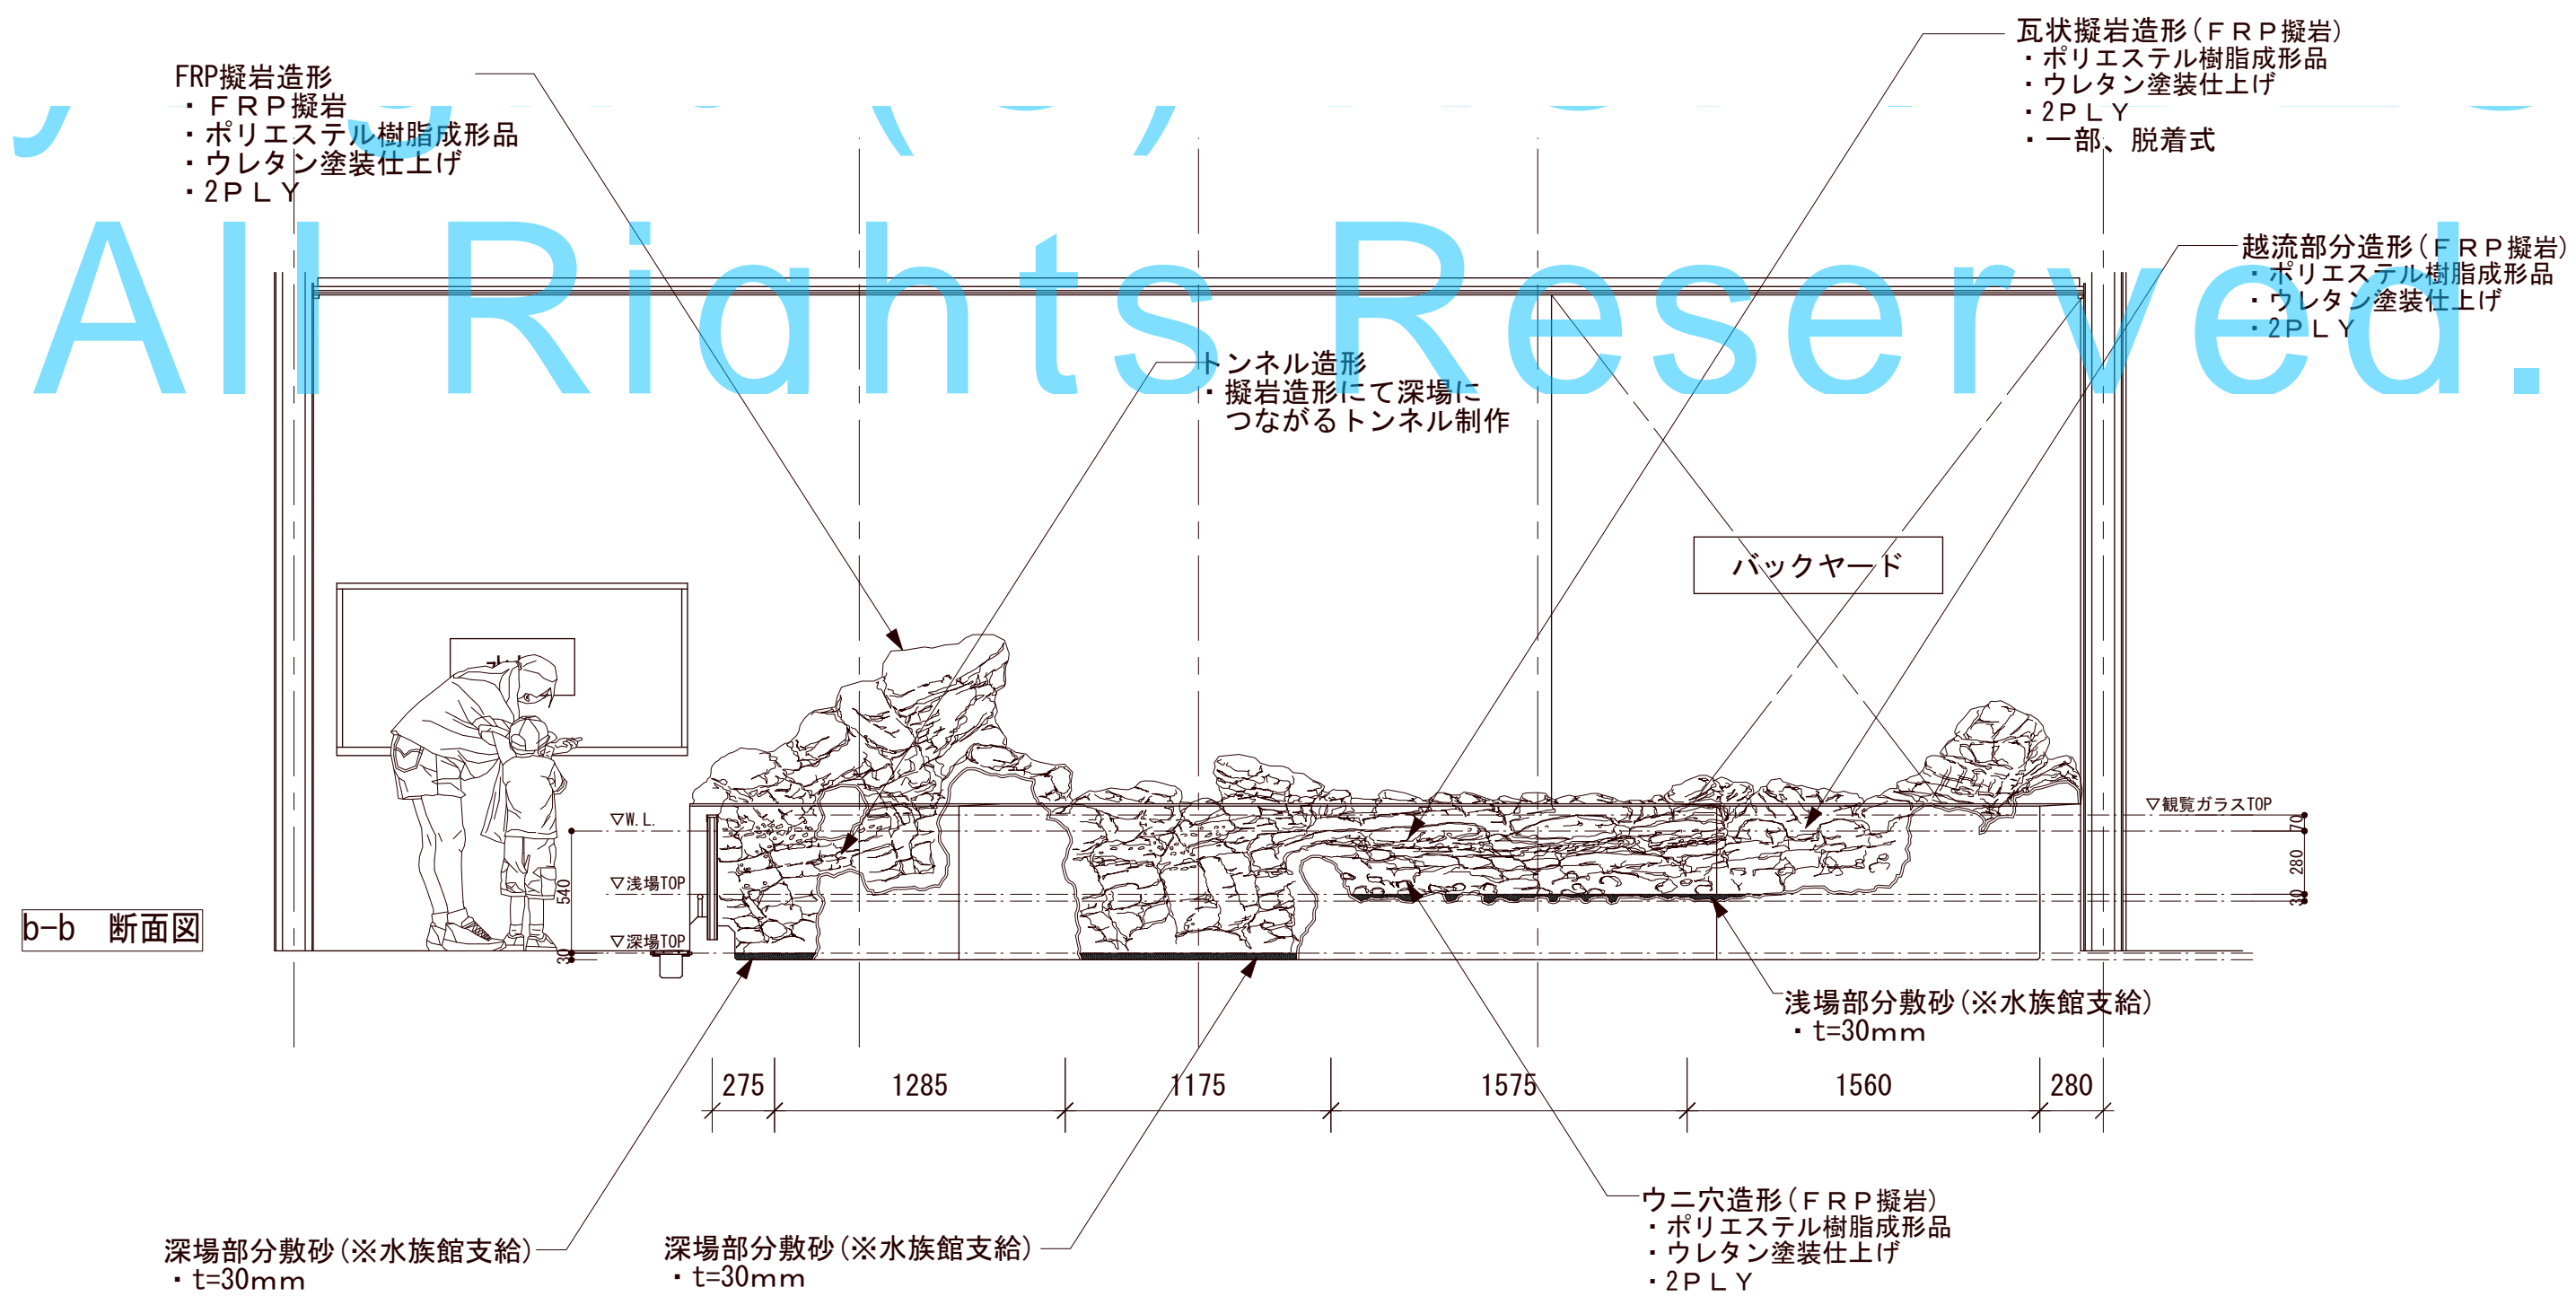 FRP擬岩造形
・ＦＲＰ擬岩
・ポリエステル樹脂成形品
・ウレタン塗装仕上げ
・2ＰＬＹ
瓦状擬岩造形(ＦＲＰ擬岩)
・ポリエステル樹脂成形品
・ウレタン塗装仕上げ
・2ＰＬＹ
・一部、脱着式
All Rights Reserved.
越流部分造形(ＦＲＰ擬岩)
・ポリエステル樹脂成形品
・ウレタン塗装仕上げ
・2ＰＬＹ
トンネル造形
・擬岩造形にて深場に
つながるトンネル制作
バックヤード
▽W.L.
▽観覧ガラスTOP
▽浅場TOP
▽深場TOP
540
30
70
280
30
b-b　断面図
浅場部分敷砂(※水族館支給)
・t=30ｍｍ
275
1285
1175
1575
1560
280
ウニ穴造形(ＦＲＰ擬岩)
・ポリエステル樹脂成形品
・ウレタン塗装仕上げ
・2ＰＬＹ
深場部分敷砂(※水族館支給)
・t=30ｍｍ
深場部分敷砂(※水族館支給)
・t=30ｍｍ